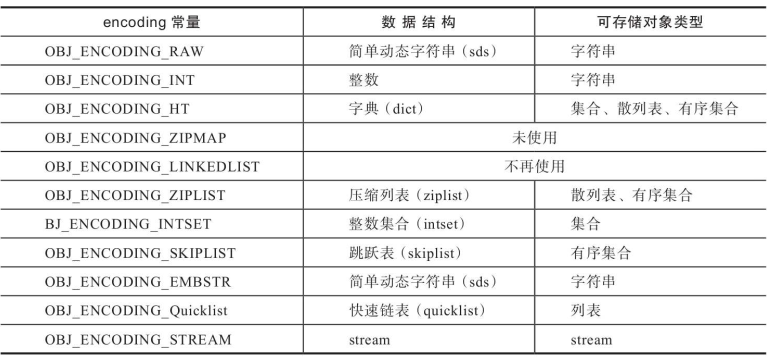 encoding 常量 数据结构 可存储对象类型
OBJ_ENCODING_RAW 简单动态字符串（sds） 字符串
OBJ_ENCODING_INT 整数 字符串
OBJ_ENCODING_HT 字典（dict） 集合、散列表、有序集合
OBJ_ENCODING_ZIPMAP 未使用
OBJ_ENCODING_LINKEDLIST 不再使用
OBJ_ENCODING_ZIPLIST 压缩列表（ziplist） 散列表、有序集合
BJ_ENCODING_INTSET 整数集合（intset） 集合
OBJ_ENCODING_SKIPLIST 跳跃表（skiplist） 有序集合
OBJ_ENCODING_EMBSTR 简单动态字符串（sds） 字符串
OBJ_ENCODING_Quicklist 快速链表（quicklist） 列表
OBJ_ENCODING_STREAM stream stream